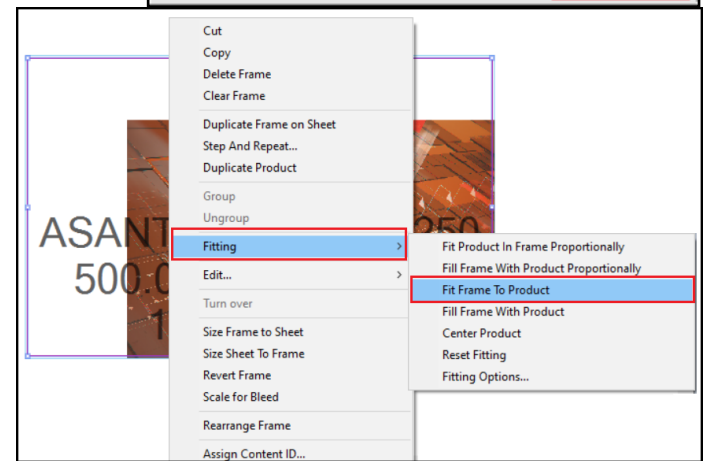 Cut
Copy
Delete Frame
Clear Frame
Duplicate Frame on Sheet
Step And Repeat...
Duplicate Product
Group
Ungroup
Fitting
Edit...
Turn over
Size Frame to Sheet
Size Sheet To Frame
Revert Frame
Scale for Bleed
Rearrange Frame
Assign Content ID...
Fit Product In Frame Proportionally
Fill Frame With Product Proportionally
Fit Frame To Product
Fill Frame With Product
Center Product
Reset Fitting
Fitting Options...
ASANT
250
500.0
1